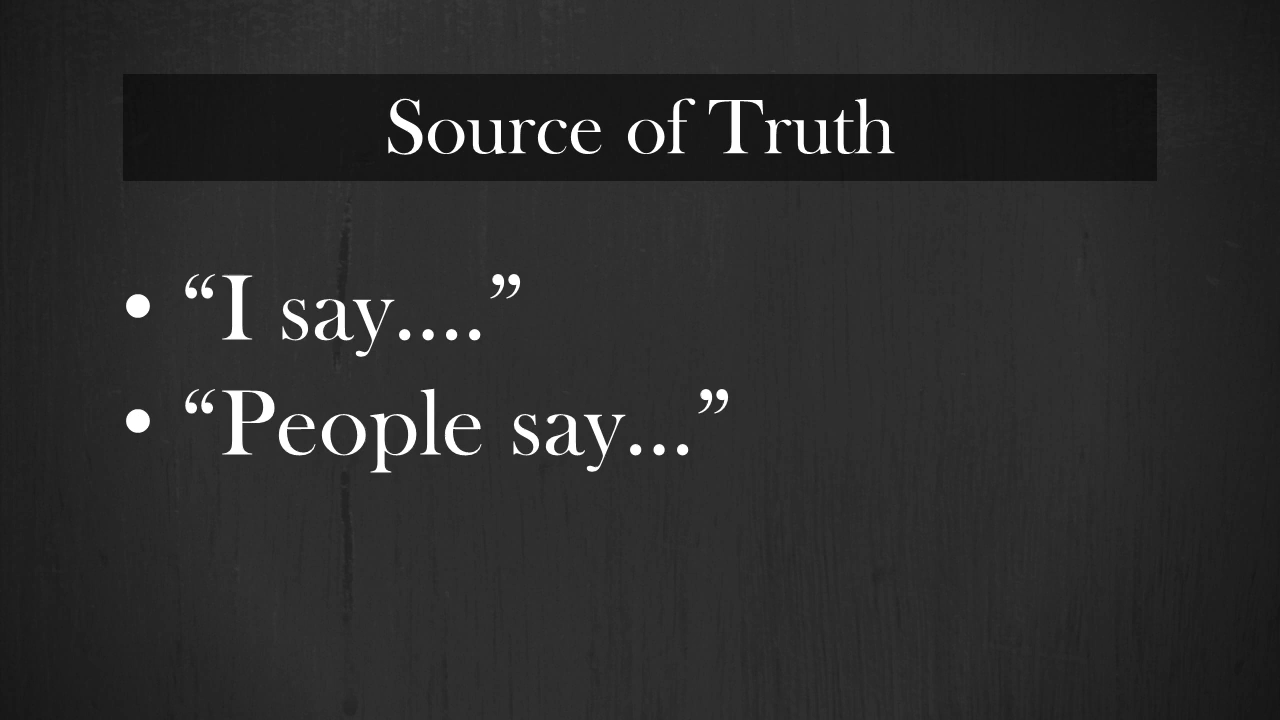 Source of Truth
• “I say....”
• “People say...”